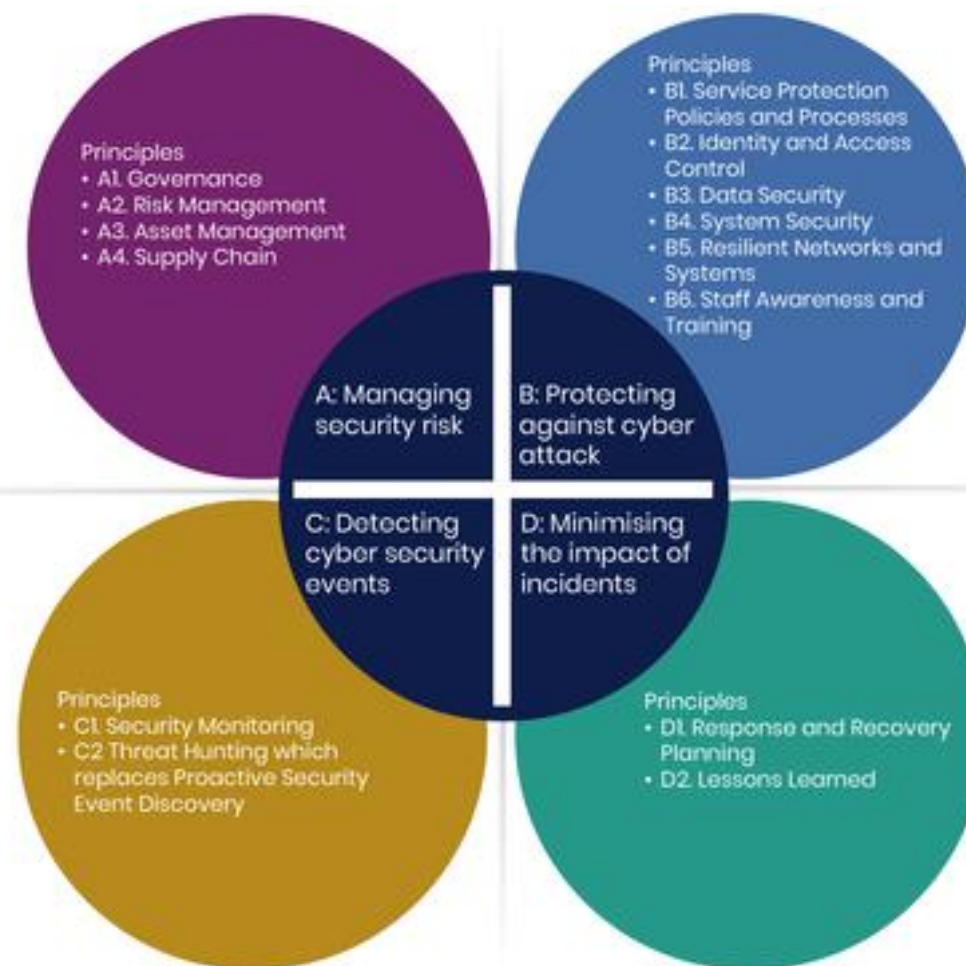 Principles
• A1. Governance
• A2. Risk Management
• A3. Asset Management
• A4. Supply Chain
Principles
• B1. Service Protection
Policies and Processes
• B2. Identity and Access
Control
• B3. Data Security
• B4. System Security
• B5. Resilient Networks and
Systems
• B6. Staff Awareness and
Training
A: Managing
security risk
B: Protecting
against cyber
attack
C: Detecting
cyber security
events
D: Minimising
the impact of
incidents
Principles
• C1. Security Monitoring
• C2 Threat Hunting which
replaces Proactive Security
Event Discovery
Principles
• D1. Response and Recovery
Planning
• D2. Lessons Learned